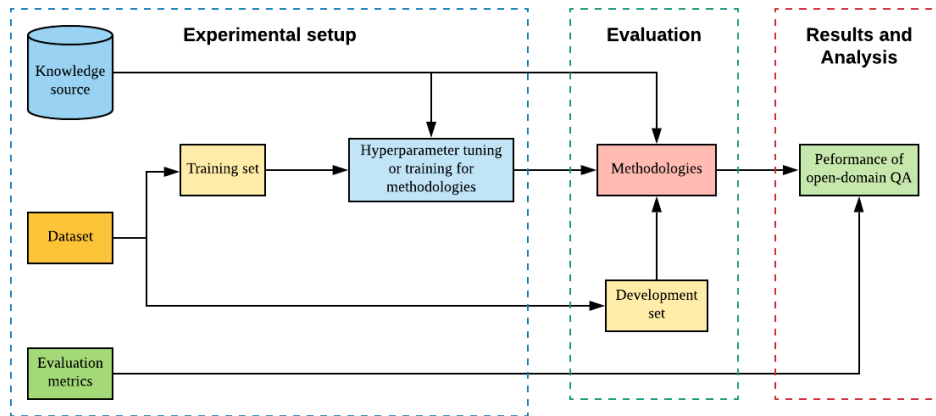 Experimental setup
Evaluation
Results and
Analysis
Knowledge
source
Training set
Hyperparameter tuning
or training for
methodologies
Methodologies
Peformance of
open-domain QA
Dataset
Development
set
Evaluation
metrics